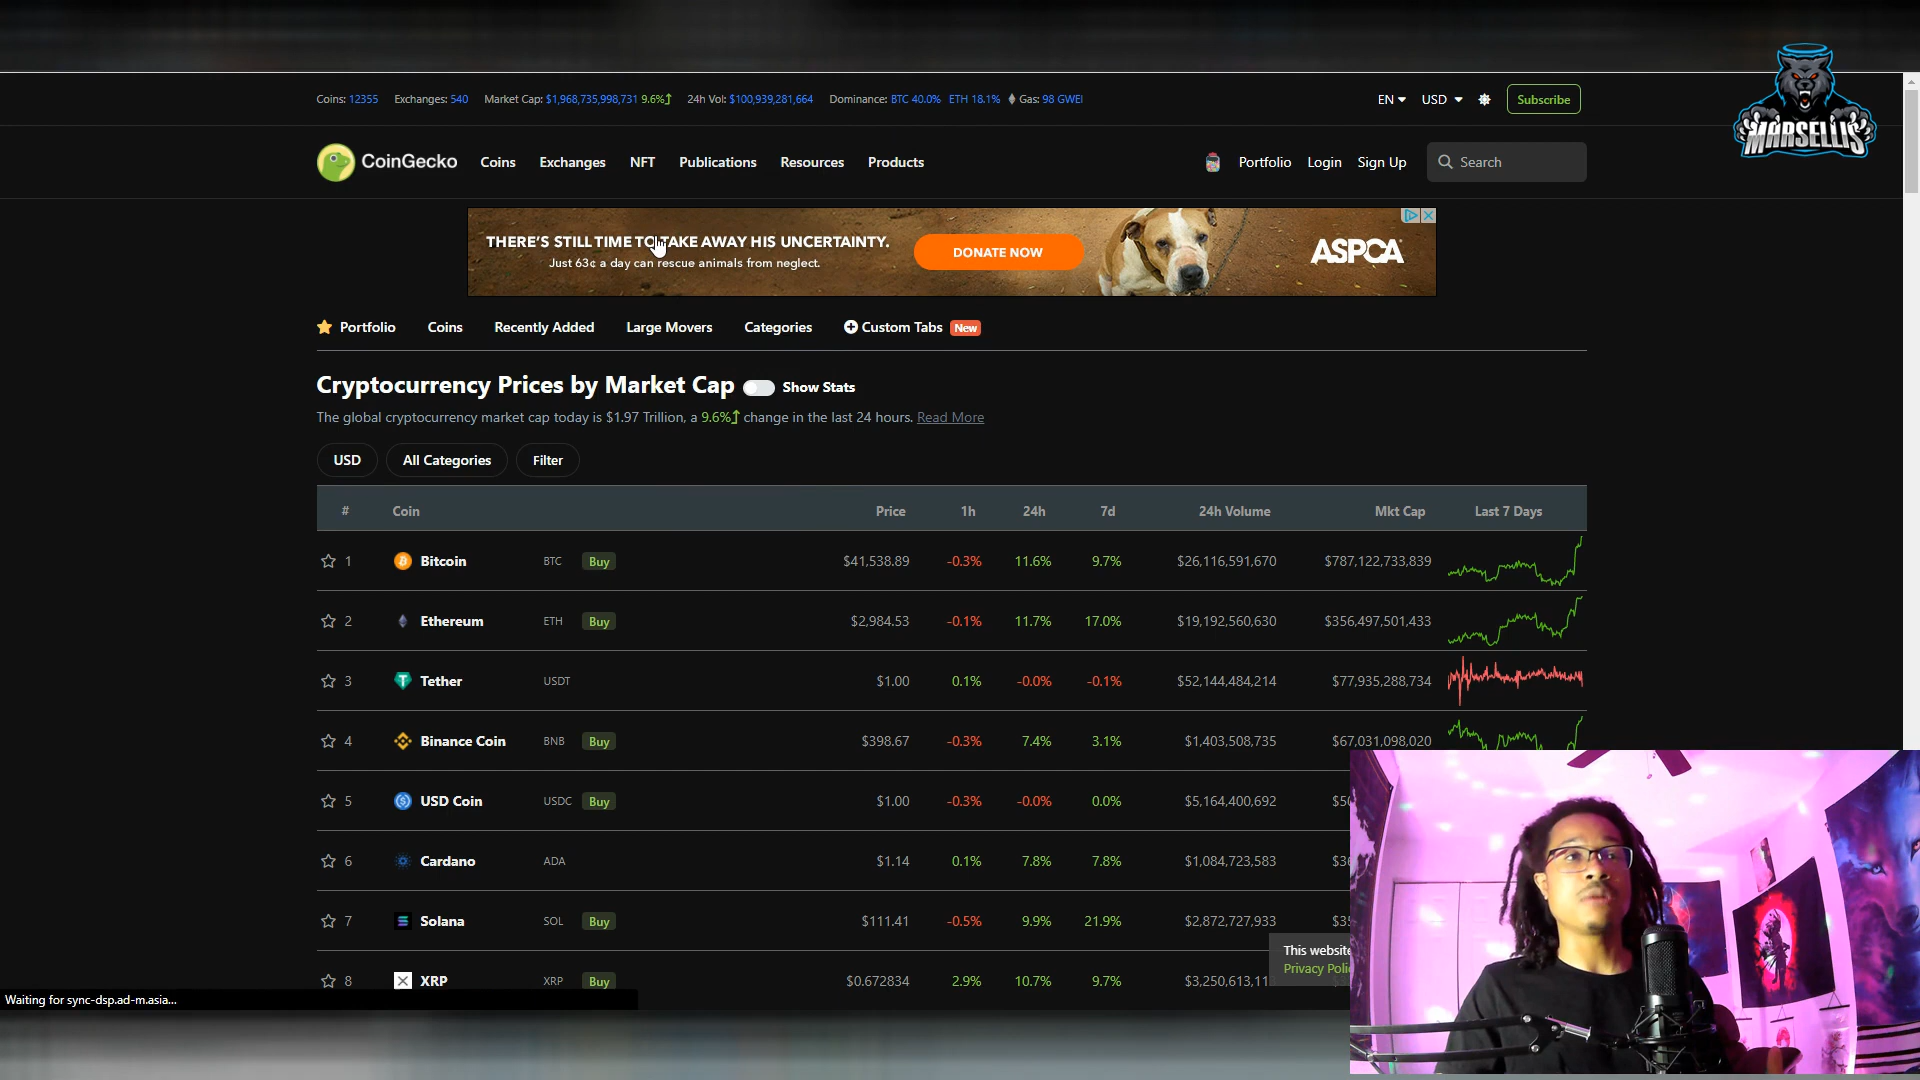 Coins: 12355 Exchanges: 540 Market Cap: $1,968,735,998,731 9.6% 24h Vol: $100,939,281,664 Dominance: BTC 40.0% ETH 18.1% Gas: 98 GWEI
EN USD Subscribe
MARSELLIS
CoinGecko Coins Exchanges NFT Publications Resources Products
Portfolio Login Sign Up Search
THERE'S STILL TIME TO TAKE AWAY HIS UNCERTAINTY.
Just 63¢ a day can rescue animals from neglect.
DONATE NOW
ASPCA
Portfolio Coins Recently Added Large Movers Categories Custom Tabs New
Cryptocurrency Prices by Market Cap Show Stats
The global cryptocurrency market cap today is $1.97 Trillion, a 9.6% change in the last 24 hours. Read More
USD All Categories Filter
# Coin Price 1h 24h 7d 24h Volume Mkt Cap Last 7 Days
1 Bitcoin BTC Buy $41,538.89 -0.3% 11.6% 9.7% $26,116,591,670 $787,122,733,839
2 Ethereum ETH Buy $2,984.53 -0.1% 11.7% 17.0% $19,192,560,630 $356,497,501,433
3 Tether USDT $1.00 0.1% -0.0% -0.1% $52,144,484,214 $77,935,288,734
4 Binance Coin BNB Buy $398.67 -0.3% 7.4% 3.1% $1,403,508,735 $67,031,098,020
5 USD Coin USDC Buy $1.00 -0.3% -0.0% 0.0% $5,164,400,692
6 Cardano ADA $1.14 0.1% 7.8% 7.8% $1,084,723,583
7 Solana SOL Buy $111.41 -0.5% 9.9% 21.9% $2,872,727,933
This website
Privacy Poli
8 XRP XRP Buy $0.672834 2.9% 10.7% 9.7% $3,250,613,11
Waiting for sync-dsp.ad-m.asia...